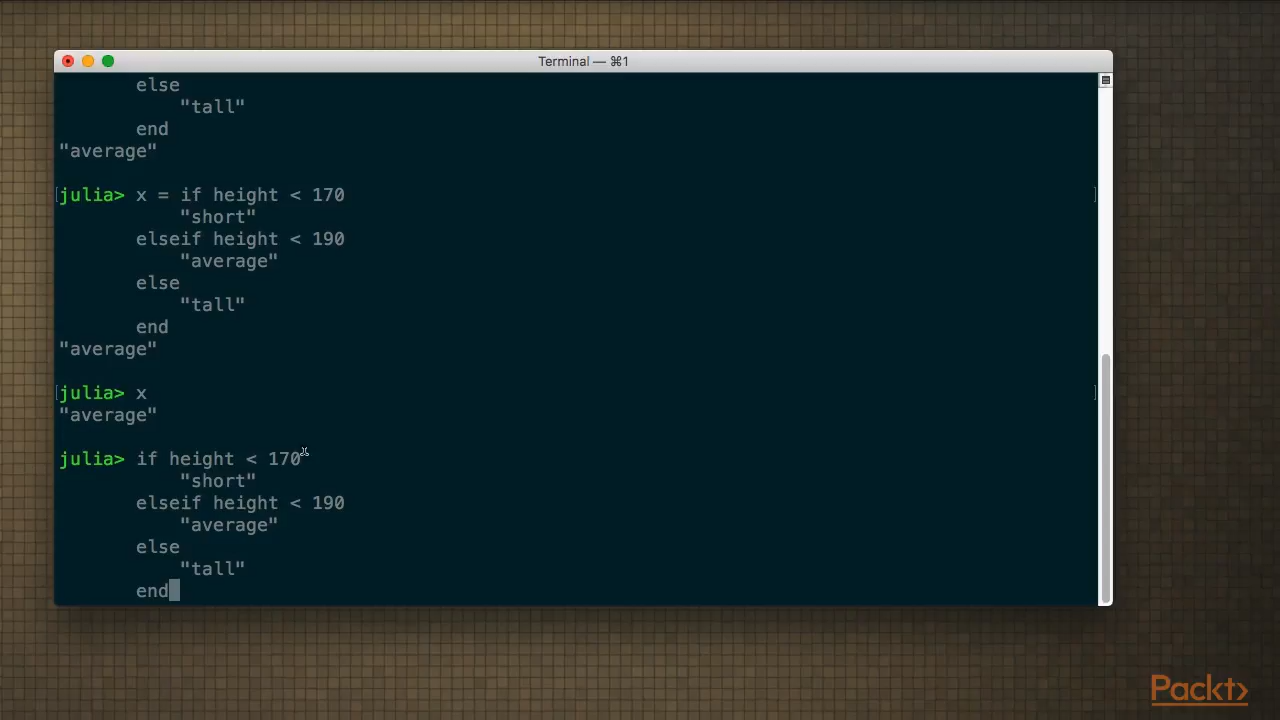 Terminal — ⌘1
else
"tall"
end
"average"
julia> x = if height < 170
"short"
elseif height < 190
"average"
else
"tall"
end
"average"
julia> x
"average"
julia> if height < 170
"short"
elseif height < 190
"average"
else
"tall"
end
Packt>